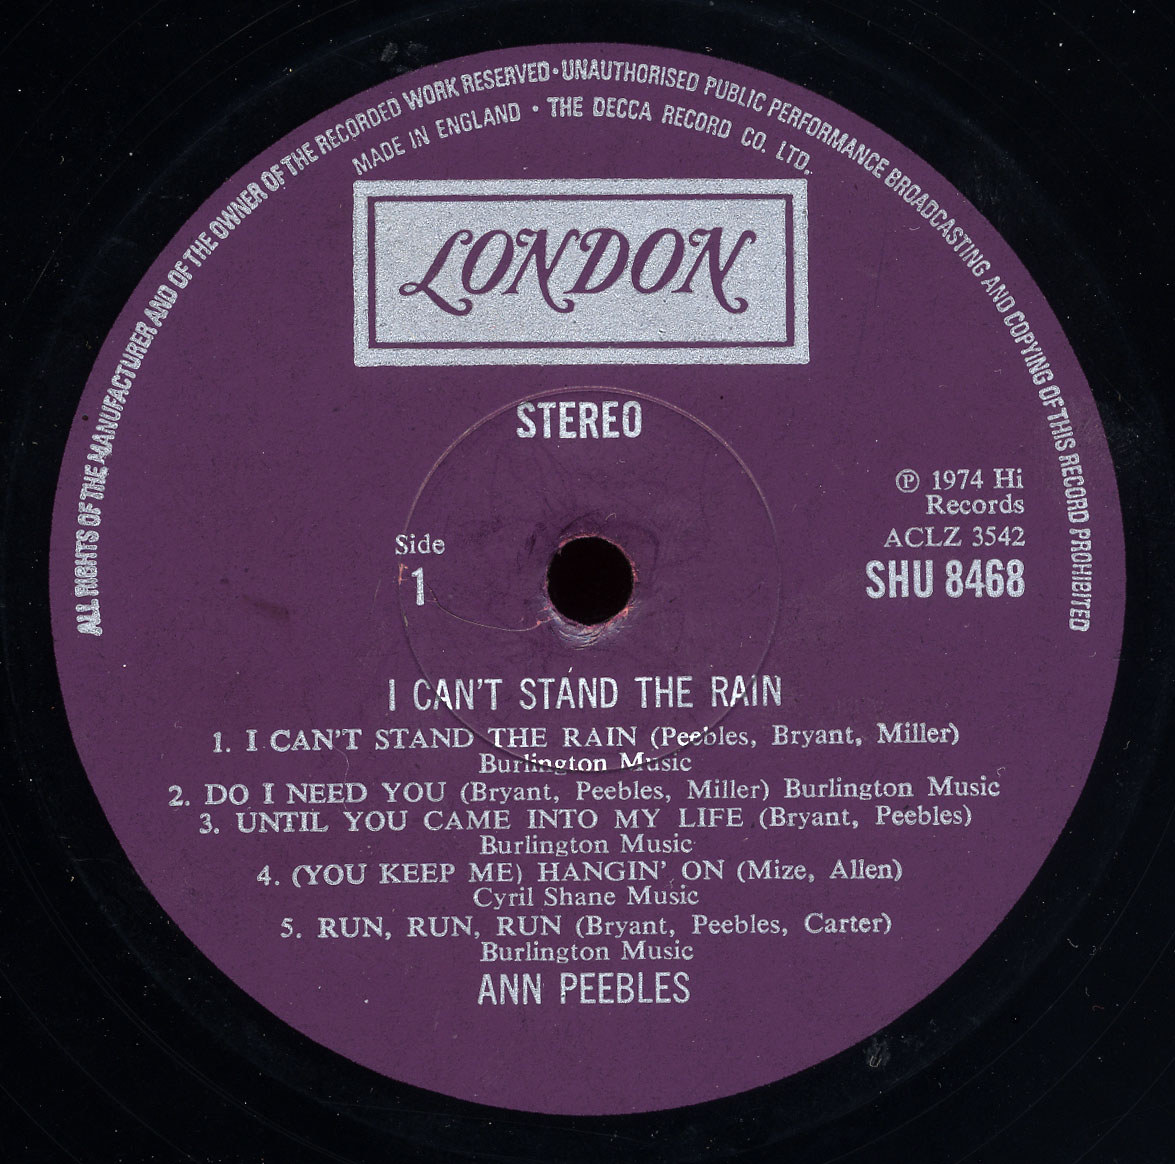 ALL RIGHTS OF THE MANUFACTURER AND OF THE OWNER OF THE RECORDED WORK RESERVED · UNAUTHORISED PUBLIC PERFORMANCE BROADCASTING AND COPYING OF THIS RECORD PROHIBITED
MADE IN ENGLAND · THE DECCA RECORD CO. LTD.
LONDON
STEREO
℗ 1974 Hi
Records
ACLZ 3542
SHU 8468
Side
1
I CAN'T STAND THE RAIN
1. I CAN'T STAND THE RAIN (Peebles, Bryant, Miller)
Burlington Music
2. DO I NEED YOU (Bryant, Peebles, Miller) Burlington Music
3. UNTIL YOU CAME INTO MY LIFE (Bryant, Peebles)
Burlington Music
4. (YOU KEEP ME) HANGIN' ON (Mize, Allen)
Cyril Shane Music
5. RUN, RUN, RUN (Bryant, Peebles, Carter)
Burlington Music
ANN PEEBLES